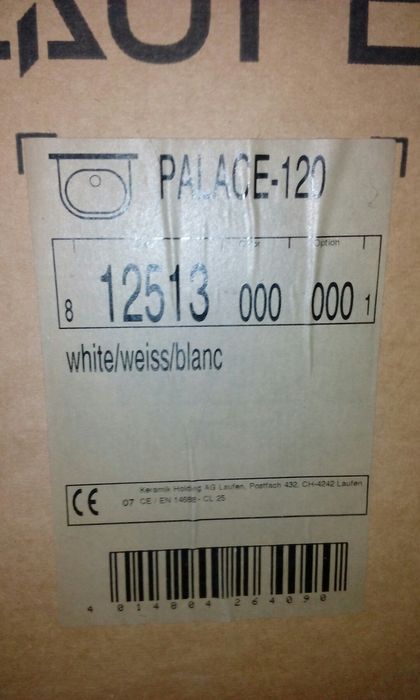 LAUFE
PALACE-120
Color Option
8 12513 000 000 1
white/weiss/blanc
Keramik Holding AG Laufen, Postfach 432, CH-4242 Laufen
CE 07 CE / EN 14688 - CL 25
4 014804 264090